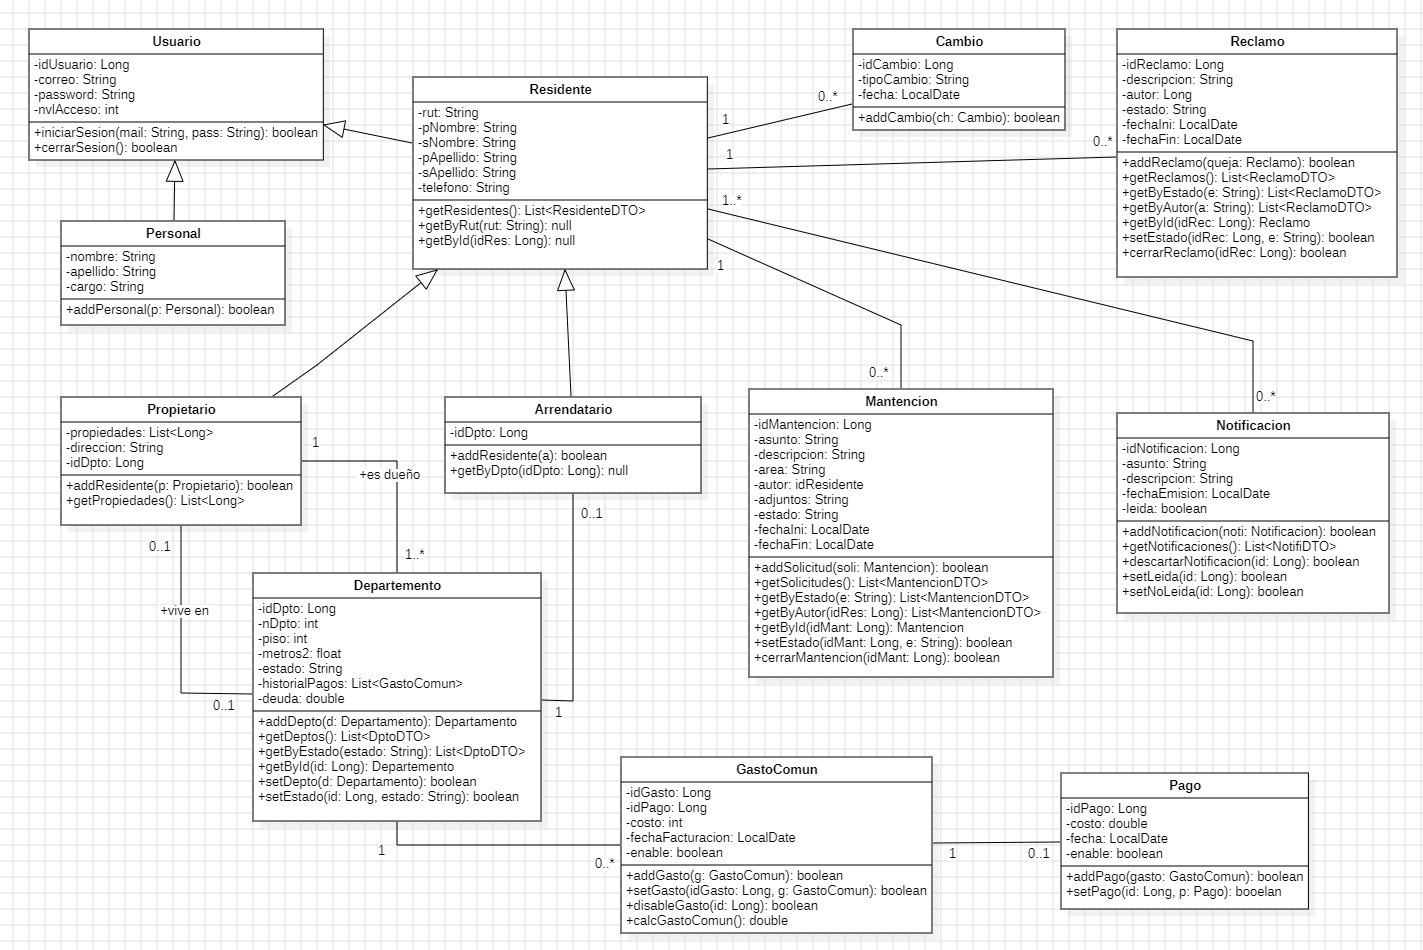 Usuario
-idUsuario: Long
-correo: String
-password: String
-nvlAcceso: int
+iniciarSesion(mail: String, pass: String): boolean
+cerrarSesion(): boolean
Residente
-rut: String
-pNombre: String
-sNombre: String
-pApellido: String
-sApellido: String
-telefono: String
+getResidentes(): List<ResidenteDTO>
+getByRut(rut: String): null
+getById(idRes: Long): null
Cambio
-idCambio: Long
-tipoCambio: String
-fecha: LocalDate
+addCambio(ch: Cambio): boolean
Reclamo
-idReclamo: Long
-descripcion: String
-autor: Long
-estado: String
-fechaIni: LocalDate
-fechaFin: LocalDate
+addReclamo(queja: Reclamo): boolean
+getReclamos(): List<ReclamoDTO>
+getByEstado(e: String): List<ReclamoDTO>
+getByAutor(a: String): List<ReclamoDTO>
+getById(idRec: Long): Reclamo
+setEstado(idRec: Long, e: String): boolean
+cerrarReclamo(idRec: Long): boolean
0..*
1
0..*
1
1..*
1
Personal
-nombre: String
-apellido: String
-cargo: String
+addPersonal(p: Personal): boolean
0..*
0..*
Propietario
-propiedades: List<Long>
-direccion: String
-idDpto: Long
+addResidente(p: Propietario): boolean
+getPropiedades(): List<Long>
1
+es dueño
1..*
0..1
+vive en
0..1
Arrendatario
-idDpto: Long
+addResidente(a): boolean
+getByDpto(idDpto: Long): null
0..1
1
Mantencion
-idMantencion: Long
-asunto: String
-descripcion: String
-area: String
-autor: idResidente
-adjuntos: String
-estado: String
-fechaIni: LocalDate
-fechaFin: LocalDate
+addSolicitud(soli: Mantencion): boolean
+getSolicitudes(): List<MantencionDTO>
+getByEstado(e: String): List<MantencionDTO>
+getByAutor(idRes: Long): List<MantencionDTO>
+getById(idMant: Long): Mantencion
+setEstado(idMant: Long, e: String): boolean
+cerrarMantencion(idMant: Long): boolean
Notificacion
-idNotificacion: Long
-asunto: String
-descripcion: String
-fechaEmision: LocalDate
-leida: boolean
+addNotificacion(noti: Notificacion): boolean
+getNotificaciones(): List<NotifiDTO>
+descartarNotificacion(id: Long): boolean
+setLeida(id: Long): boolean
+setNoLeida(id: Long): boolean
Departemento
-idDpto: Long
-nDpto: int
-piso: int
-metros2: float
-estado: String
-historialPagos: List<GastoComun>
-deuda: double
+addDepto(d: Departamento): Departamento
+getDeptos(): List<DptoDTO>
+getByEstado(estado: String): List<DptoDTO>
+getById(id: Long): Departemento
+setDepto(d: Departamento): boolean
+setEstado(id: Long, estado: String): boolean
1
0..*
GastoComun
-idGasto: Long
-idPago: Long
-costo: int
-fechaFacturacion: LocalDate
-enable: boolean
+addGasto(g: GastoComun): boolean
+setGasto(idGasto: Long, g: GastoComun): boolean
+disableGasto(id: Long): boolean
+calcGastoComun(): double
1
0..1
Pago
-idPago: Long
-costo: double
-fecha: LocalDate
-enable: boolean
+addPago(gasto: GastoComun): boolean
+setPago(id: Long, p: Pago): booelan